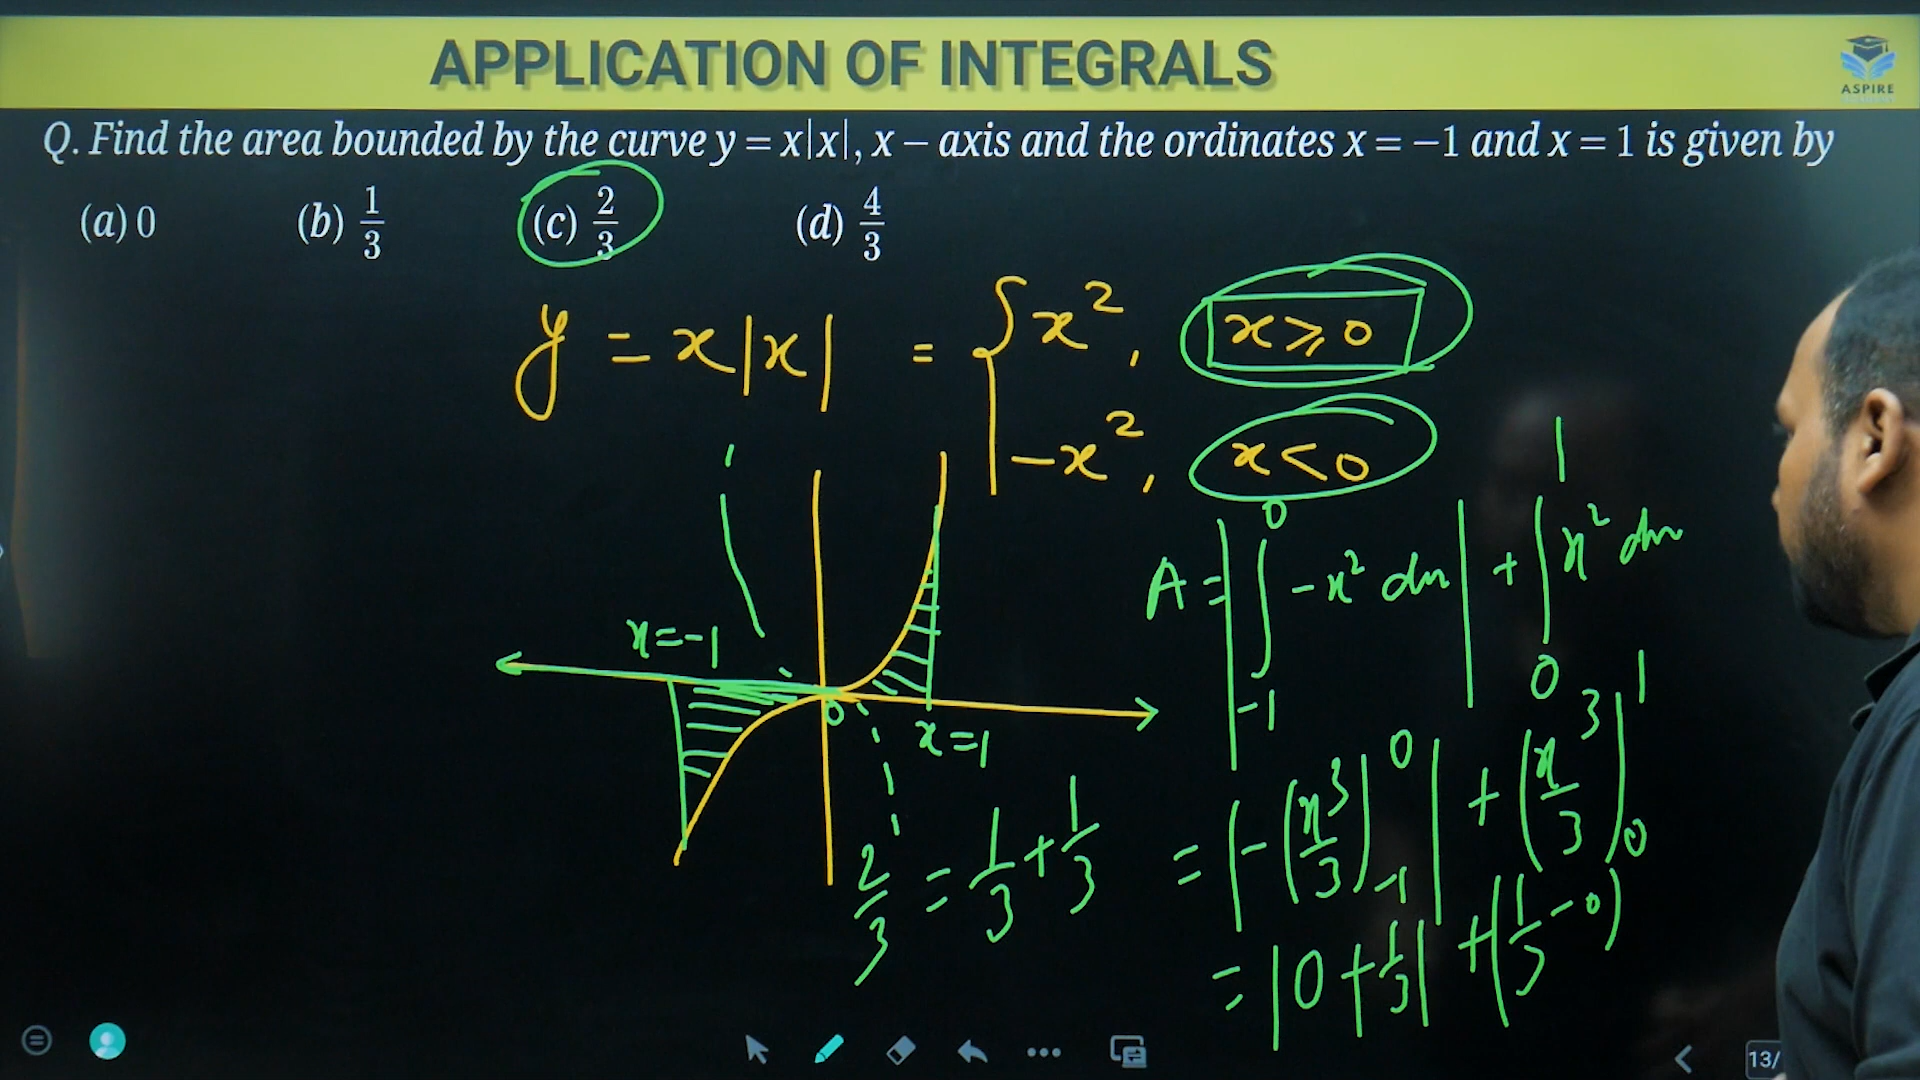 APPLICATION OF INTEGRALS
ASPIRE
Q. Find the area bounded by the curve y = x|x|, x – axis and the ordinates x = −1 and x = 1 is given by
(a) 0 (b) 1/3 (c) 2/3 (d) 4/3
y = x|x| = { x², x ≥ 0
−x², x < 0
A = |∫₋₁⁰ −x² dx| + ∫₀¹ x² dx
x = −1
0
x = 1
= |−(x³/3)₋₁⁰| + (x³/3)₀¹
= |0 + 1/3| + (1/3 − 0)
2/3 = 1/3 + 1/3
13/